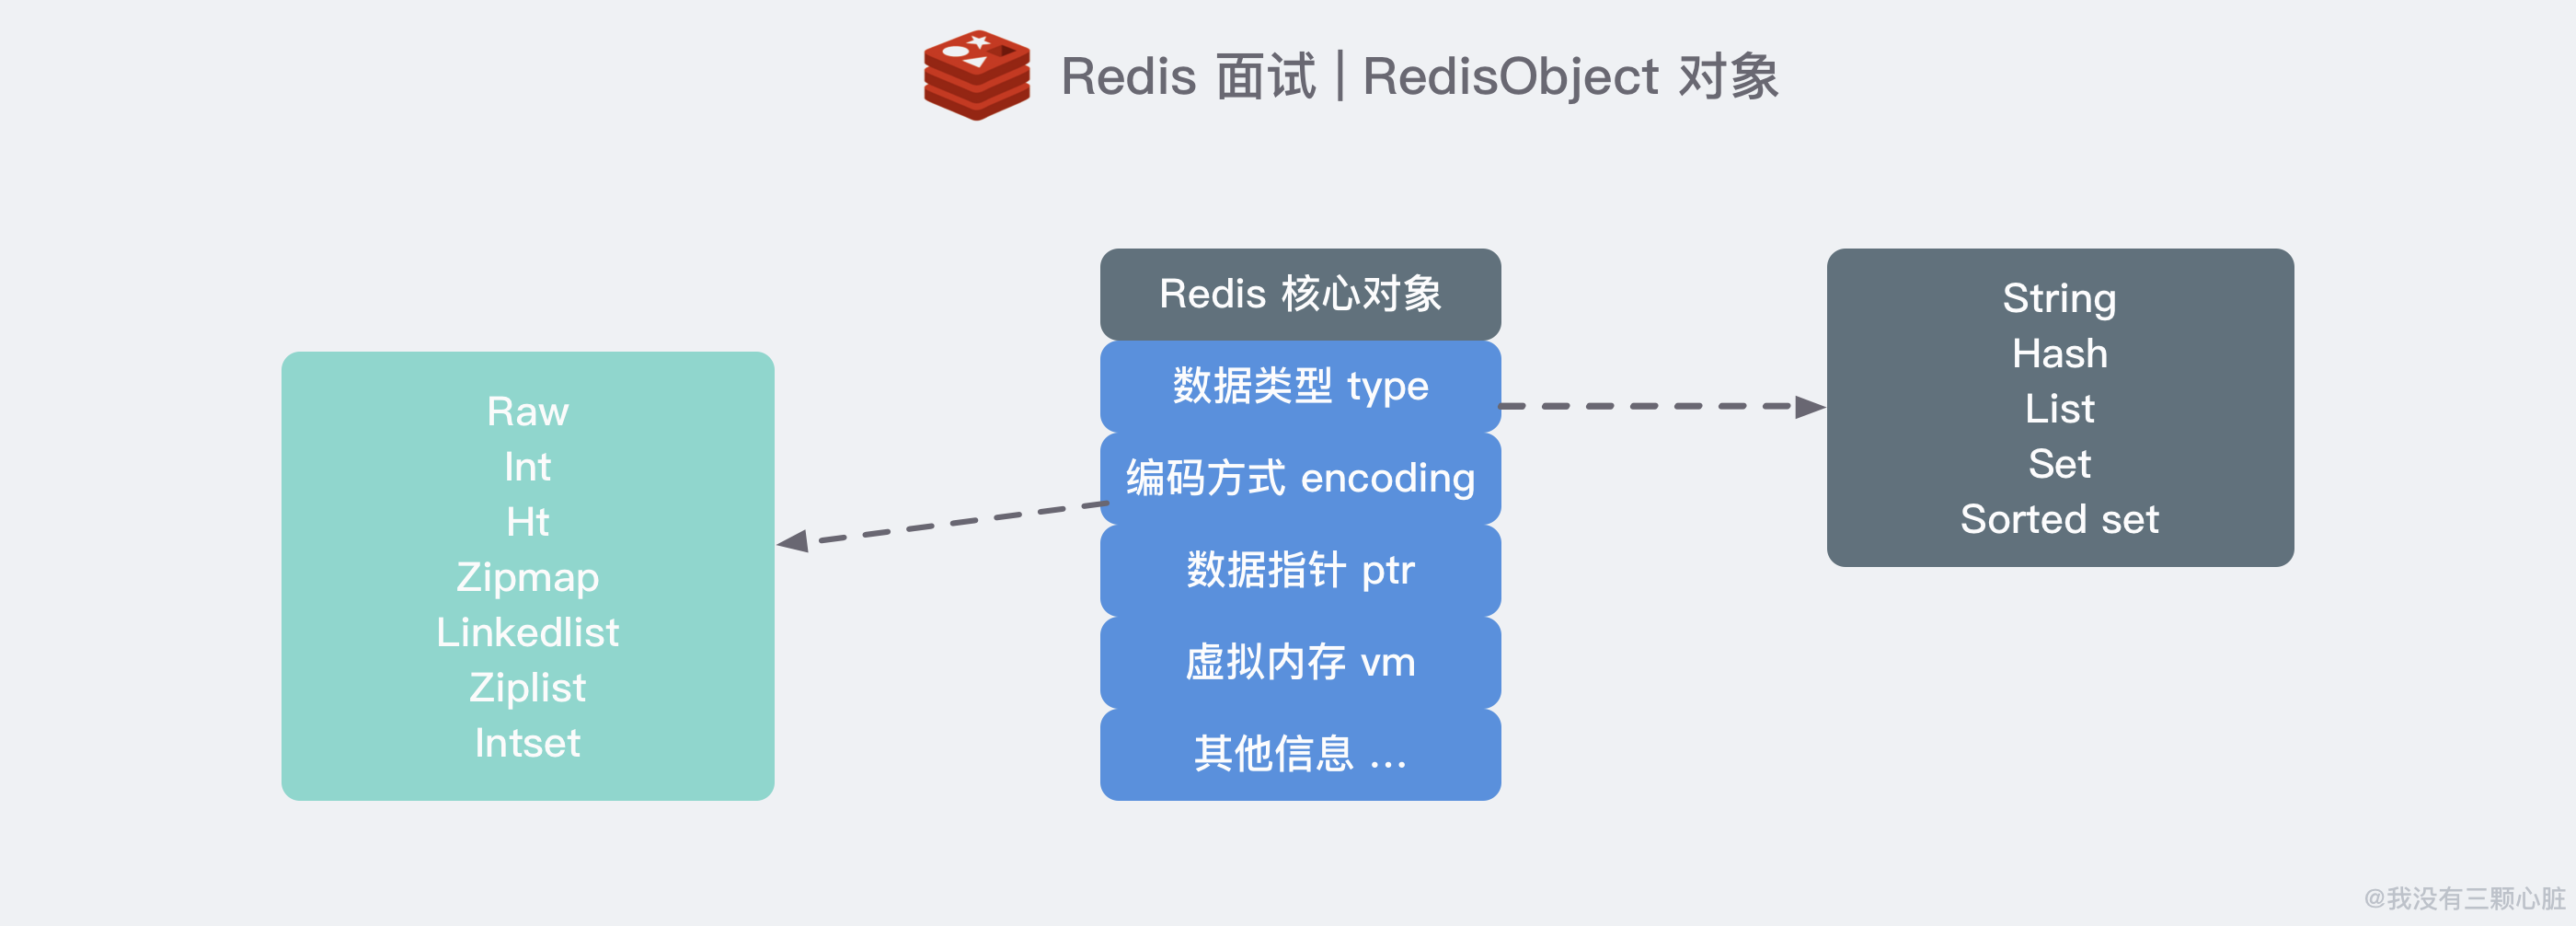 Redis 面试 | RedisObject 对象
Redis 核心对象
数据类型 type
编码方式 encoding
数据指针 ptr
虚拟内存 vm
其他信息 ...
Raw
Int
Ht
Zipmap
Linkedlist
Ziplist
Intset
String
Hash
List
Set
Sorted set
@我没有三颗心脏